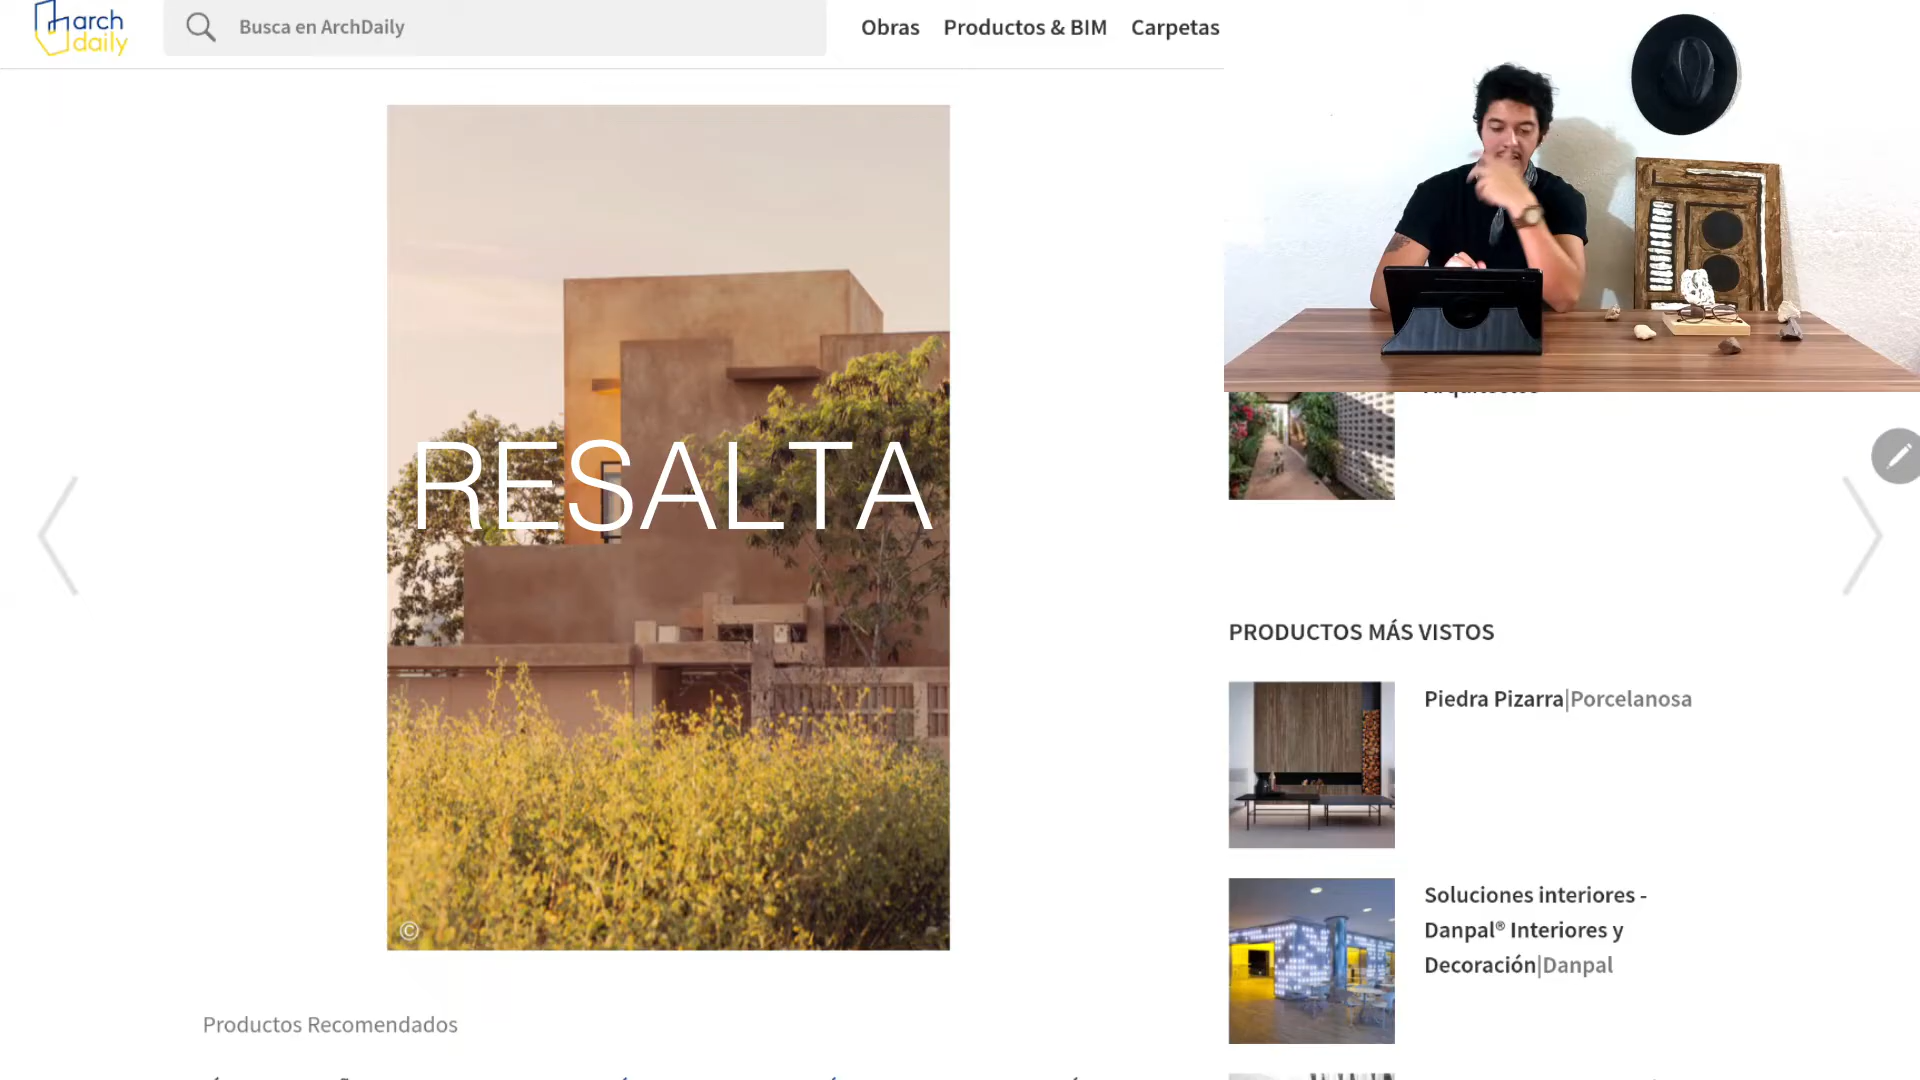 arch
daily
Busca en ArchDaily
Obras
Productos & BIM
Carpetas
RESALTA
©
PRODUCTOS MÁS VISTOS
Piedra Pizarra|Porcelanosa
Soluciones interiores -
Danpal® Interiores y
Decoración|Danpal
Productos Recomendados